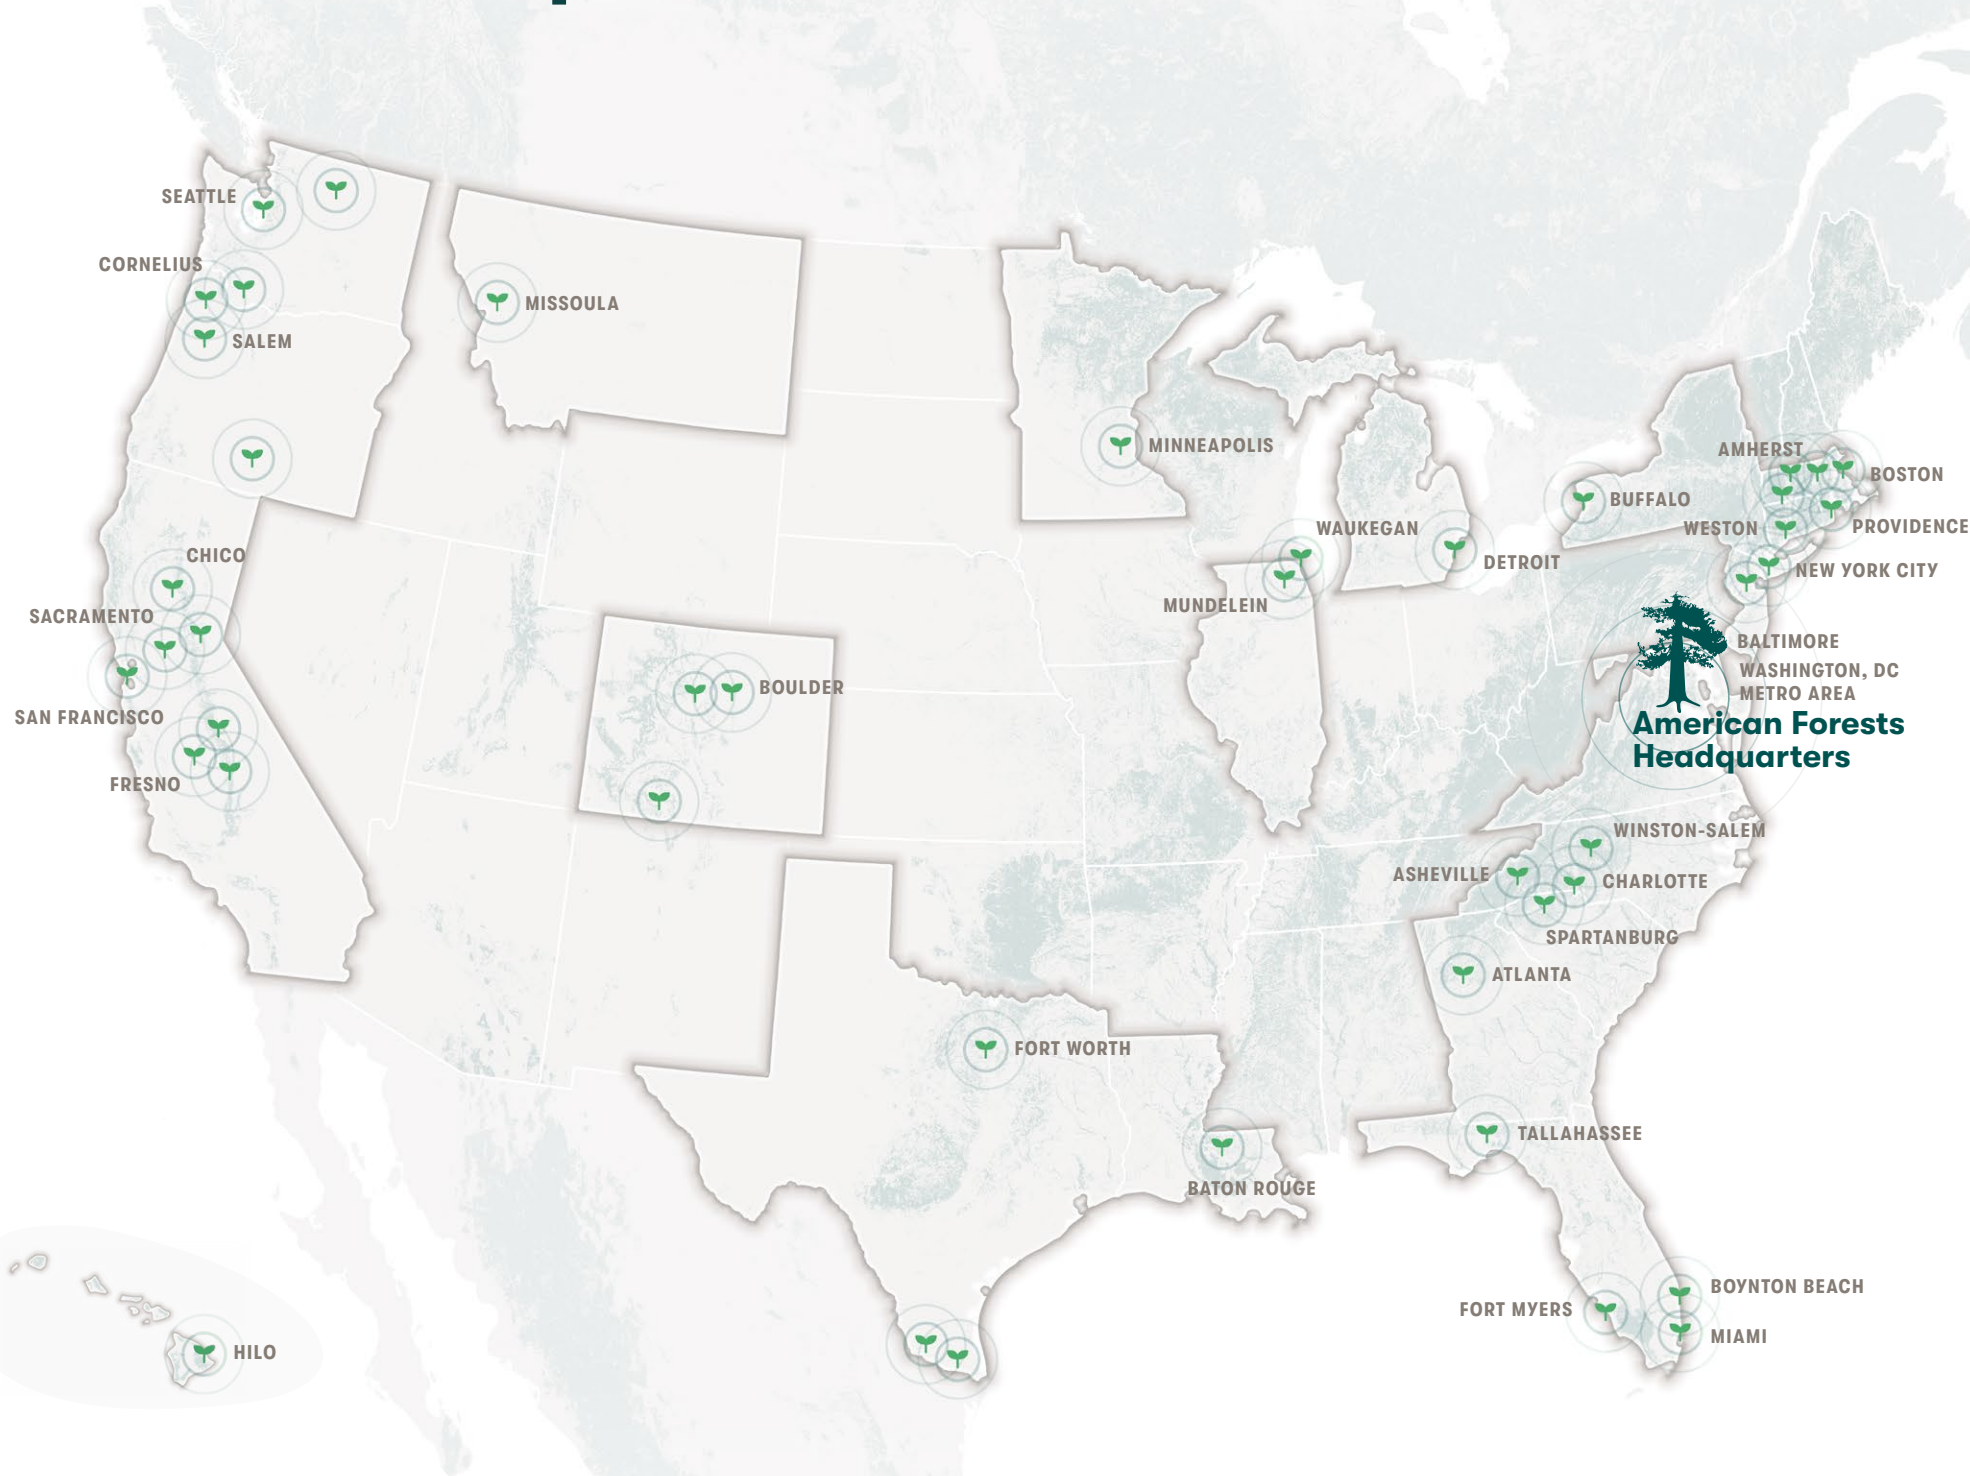 SEATTLE
CORNELIUS
MISSOULA
SALEM
MINNEAPOLIS
AMHERST
BOSTON
BUFFALO
WAUKEGAN
WESTON
PROVIDENCE
CHICO
DETROIT
NEW YORK CITY
MUNDELEIN
SACRAMENTO
BALTIMORE
WASHINGTON, DC
METRO AREA
BOULDER
SAN FRANCISCO
American Forests
Headquarters
FRESNO
WINSTON-SALEM
ASHEVILLE
CHARLOTTE
SPARTANBURG
ATLANTA
FORT WORTH
TALLAHASSEE
BATON ROUGE
BOYNTON BEACH
FORT MYERS
MIAMI
HILO